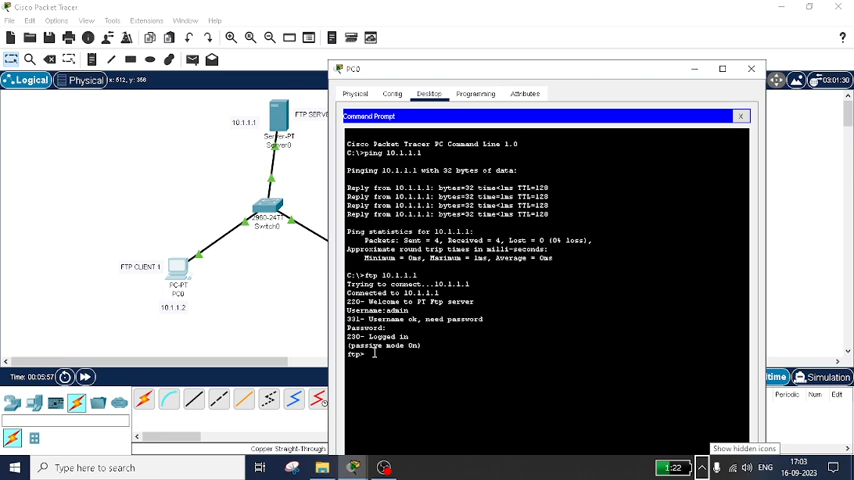 Cisco Packet Tracer
File Edit Options View Tools Extensions Window Help
Logical Physical x: 512, y: 356 03:01:30
PC0
Physical Config Desktop Programming Attributes
Command Prompt X
Cisco Packet Tracer PC Command Line 1.0
C:\>ping 10.1.1.1
Pinging 10.1.1.1 with 32 bytes of data:
Reply from 10.1.1.1: bytes=32 time<1ms TTL=128
Reply from 10.1.1.1: bytes=32 time=1ms TTL=128
Reply from 10.1.1.1: bytes=32 time<1ms TTL=128
Reply from 10.1.1.1: bytes=32 time<1ms TTL=128
Ping statistics for 10.1.1.1:
Packets: Sent = 4, Received = 4, Lost = 0 (0% loss),
Approximate round trip times in milli-seconds:
Minimum = 0ms, Maximum = 1ms, Average = 0ms
C:\>ftp 10.1.1.1
Trying to connect...10.1.1.1
Connected to 10.1.1.1
220- Welcome to PT Ftp server
Username:admin
331- Username ok, need password
Password:
230- Logged in
(passive mode On)
ftp>
10.1.1.1
FTP SERVE
Server-PT
Server0
2960-24TT
Switch0
FTP CLIENT 1
PC-PT
PC0
10.1.1.2
Time: 00:05:57
time Simulation
Periodic Num Edit
Copper Straight-Through
Show hidden icons
Type here to search
1:22
ENG
17:03
16-09-2023